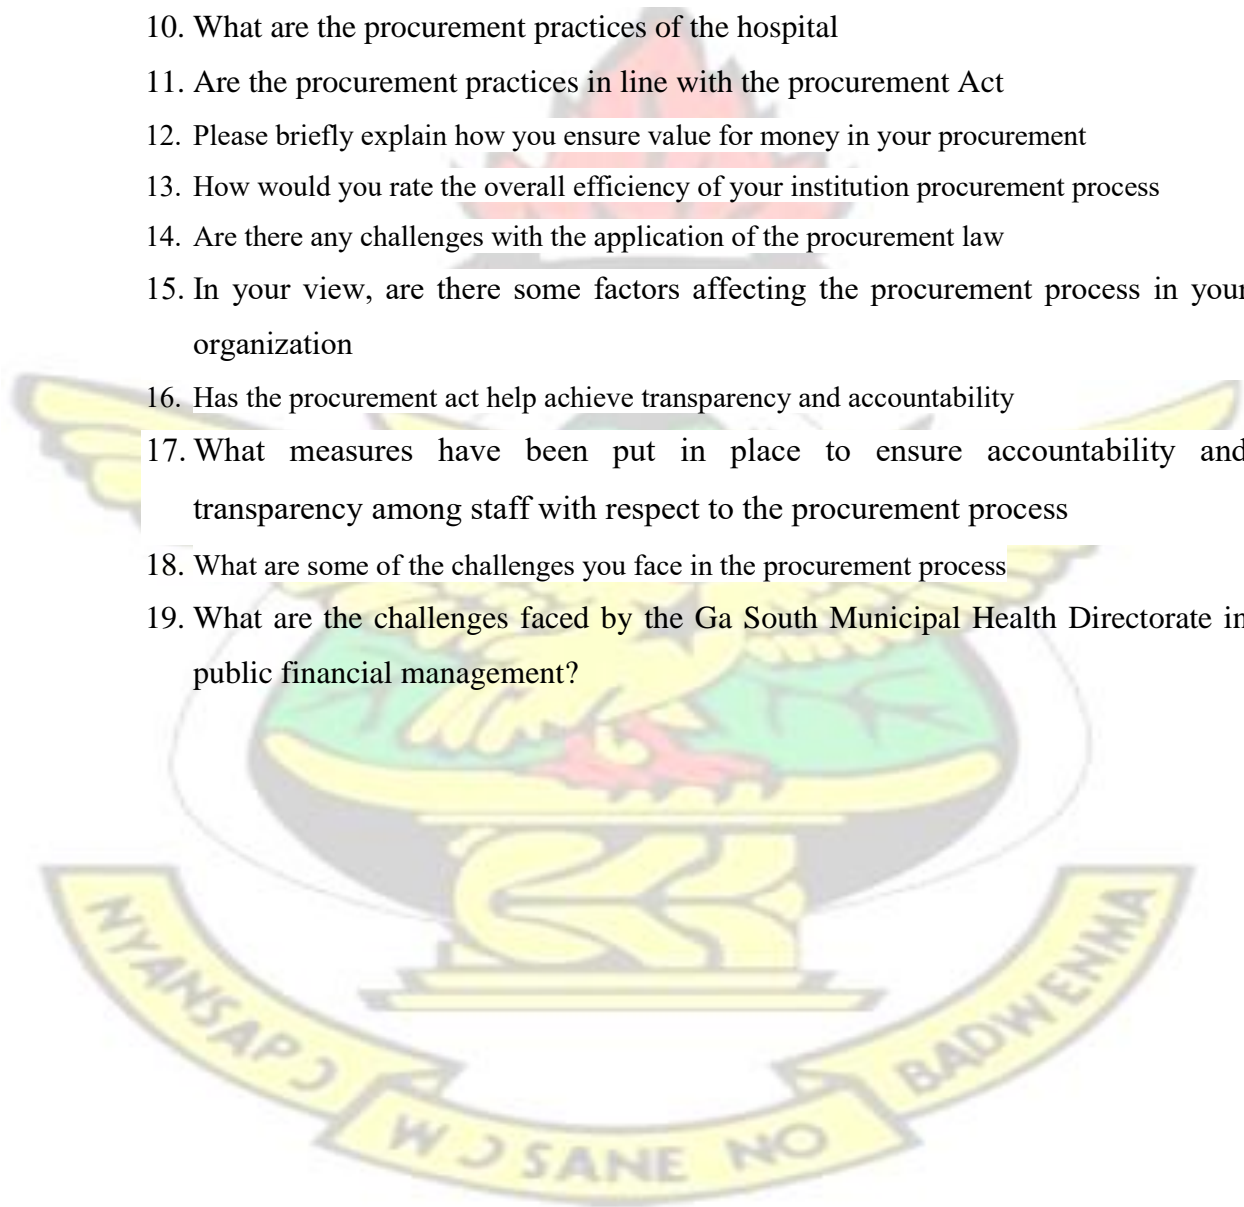 10. What are the procurement practices of the hospital
11. Are the procurement practices in line with the procurement Act
12. Please briefly explain how you ensure value for money in your procurement
13. How would you rate the overall efficiency of your institution procurement process
14. Are there any challenges with the application of the procurement law
15. In your view, are there some factors affecting the procurement process in your
organization
16. Has the procurement act help achieve transparency and accountability
17. What measures have been put in place to ensure accountability and
transparency among staff with respect to the procurement process
18. What are some of the challenges you face in the procurement process
19. What are the challenges faced by the Ga South Municipal Health Directorate in
public financial management?
NYANSAPƆ
WƆSANE NO
BADWENMA